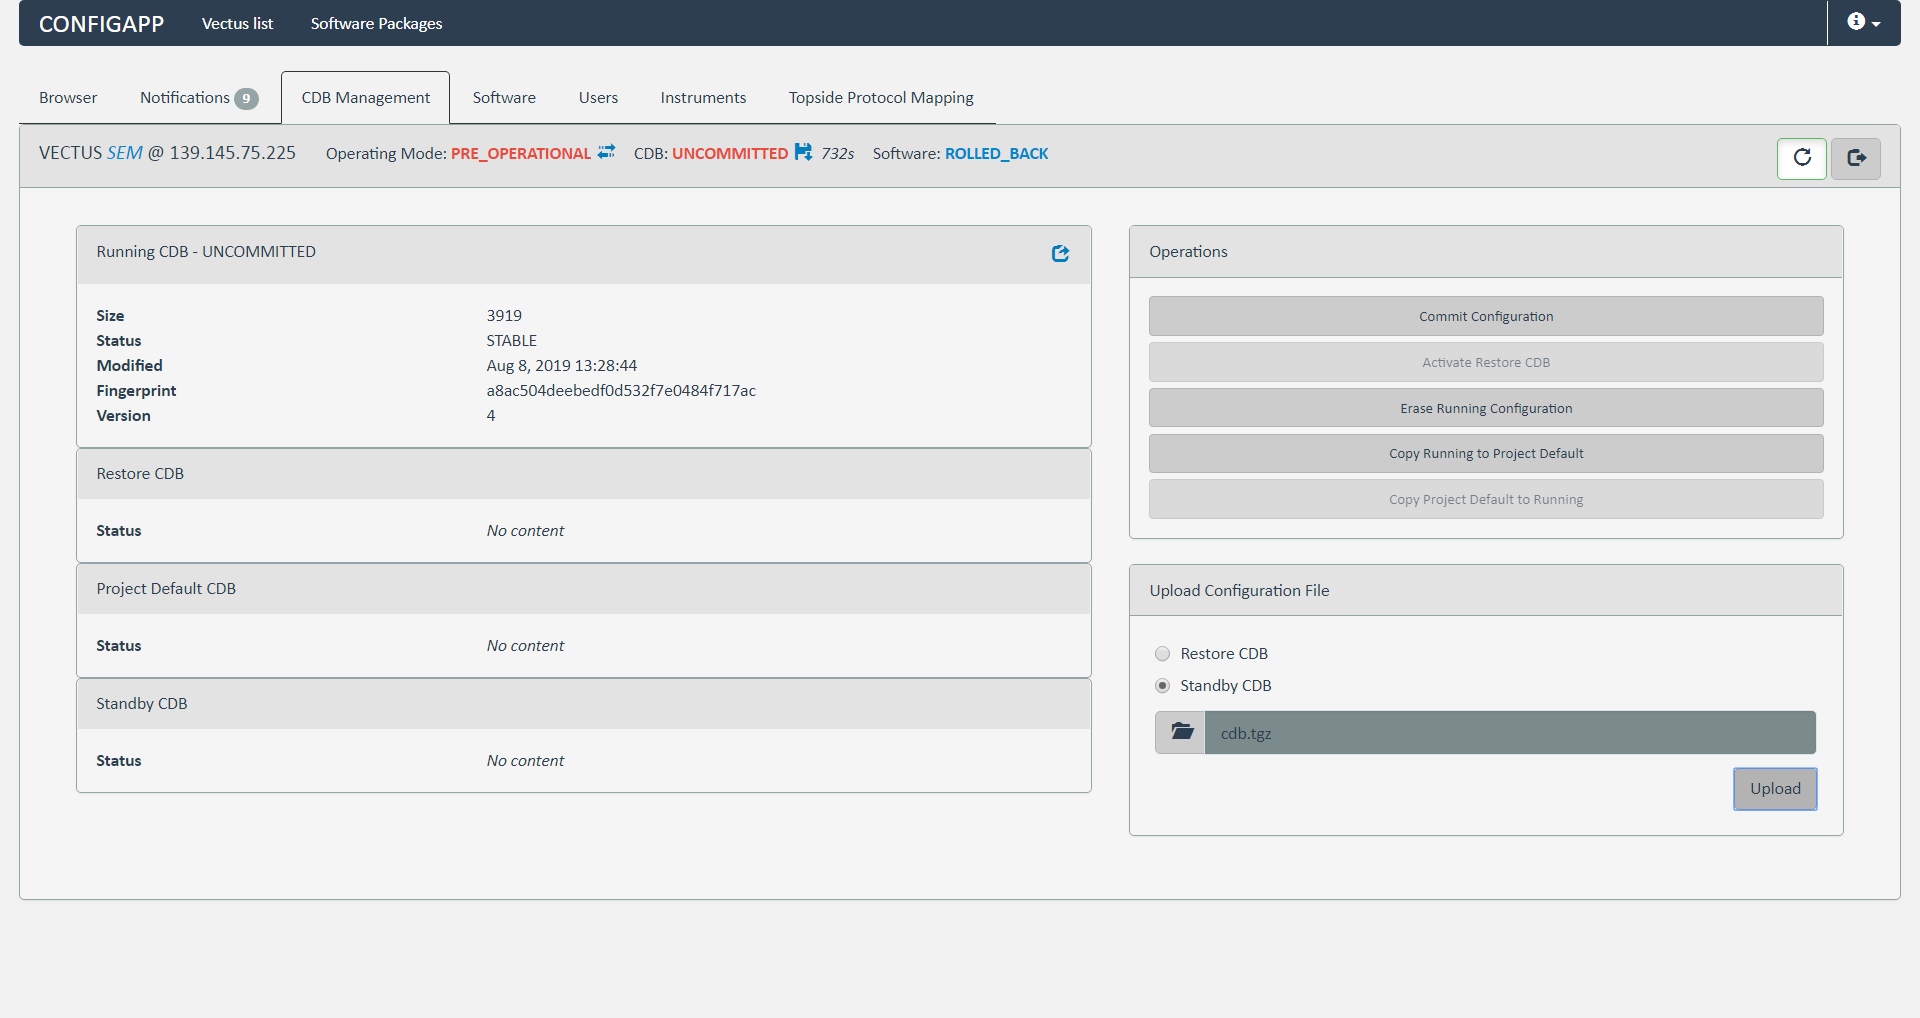 CONFIGAPP Vectus list Software Packages
Browser Notifications 9 CDB Management Software Users Instruments Topside Protocol Mapping
VECTUS SEM @ 139.145.75.225 Operating Mode: PRE_OPERATIONAL CDB: UNCOMMITTED 732s Software: ROLLED_BACK
Running CDB - UNCOMMITTED
Size 3919
Status STABLE
Modified Aug 8, 2019 13:28:44
Fingerprint a8ac504deebedf0d532f7e0484f717ac
Version 4
Restore CDB
Status No content
Project Default CDB
Status No content
Standby CDB
Status No content
Operations
Commit Configuration
Activate Restore CDB
Erase Running Configuration
Copy Running to Project Default
Copy Project Default to Running
Upload Configuration File
Restore CDB
Standby CDB
cdb.tgz
Upload